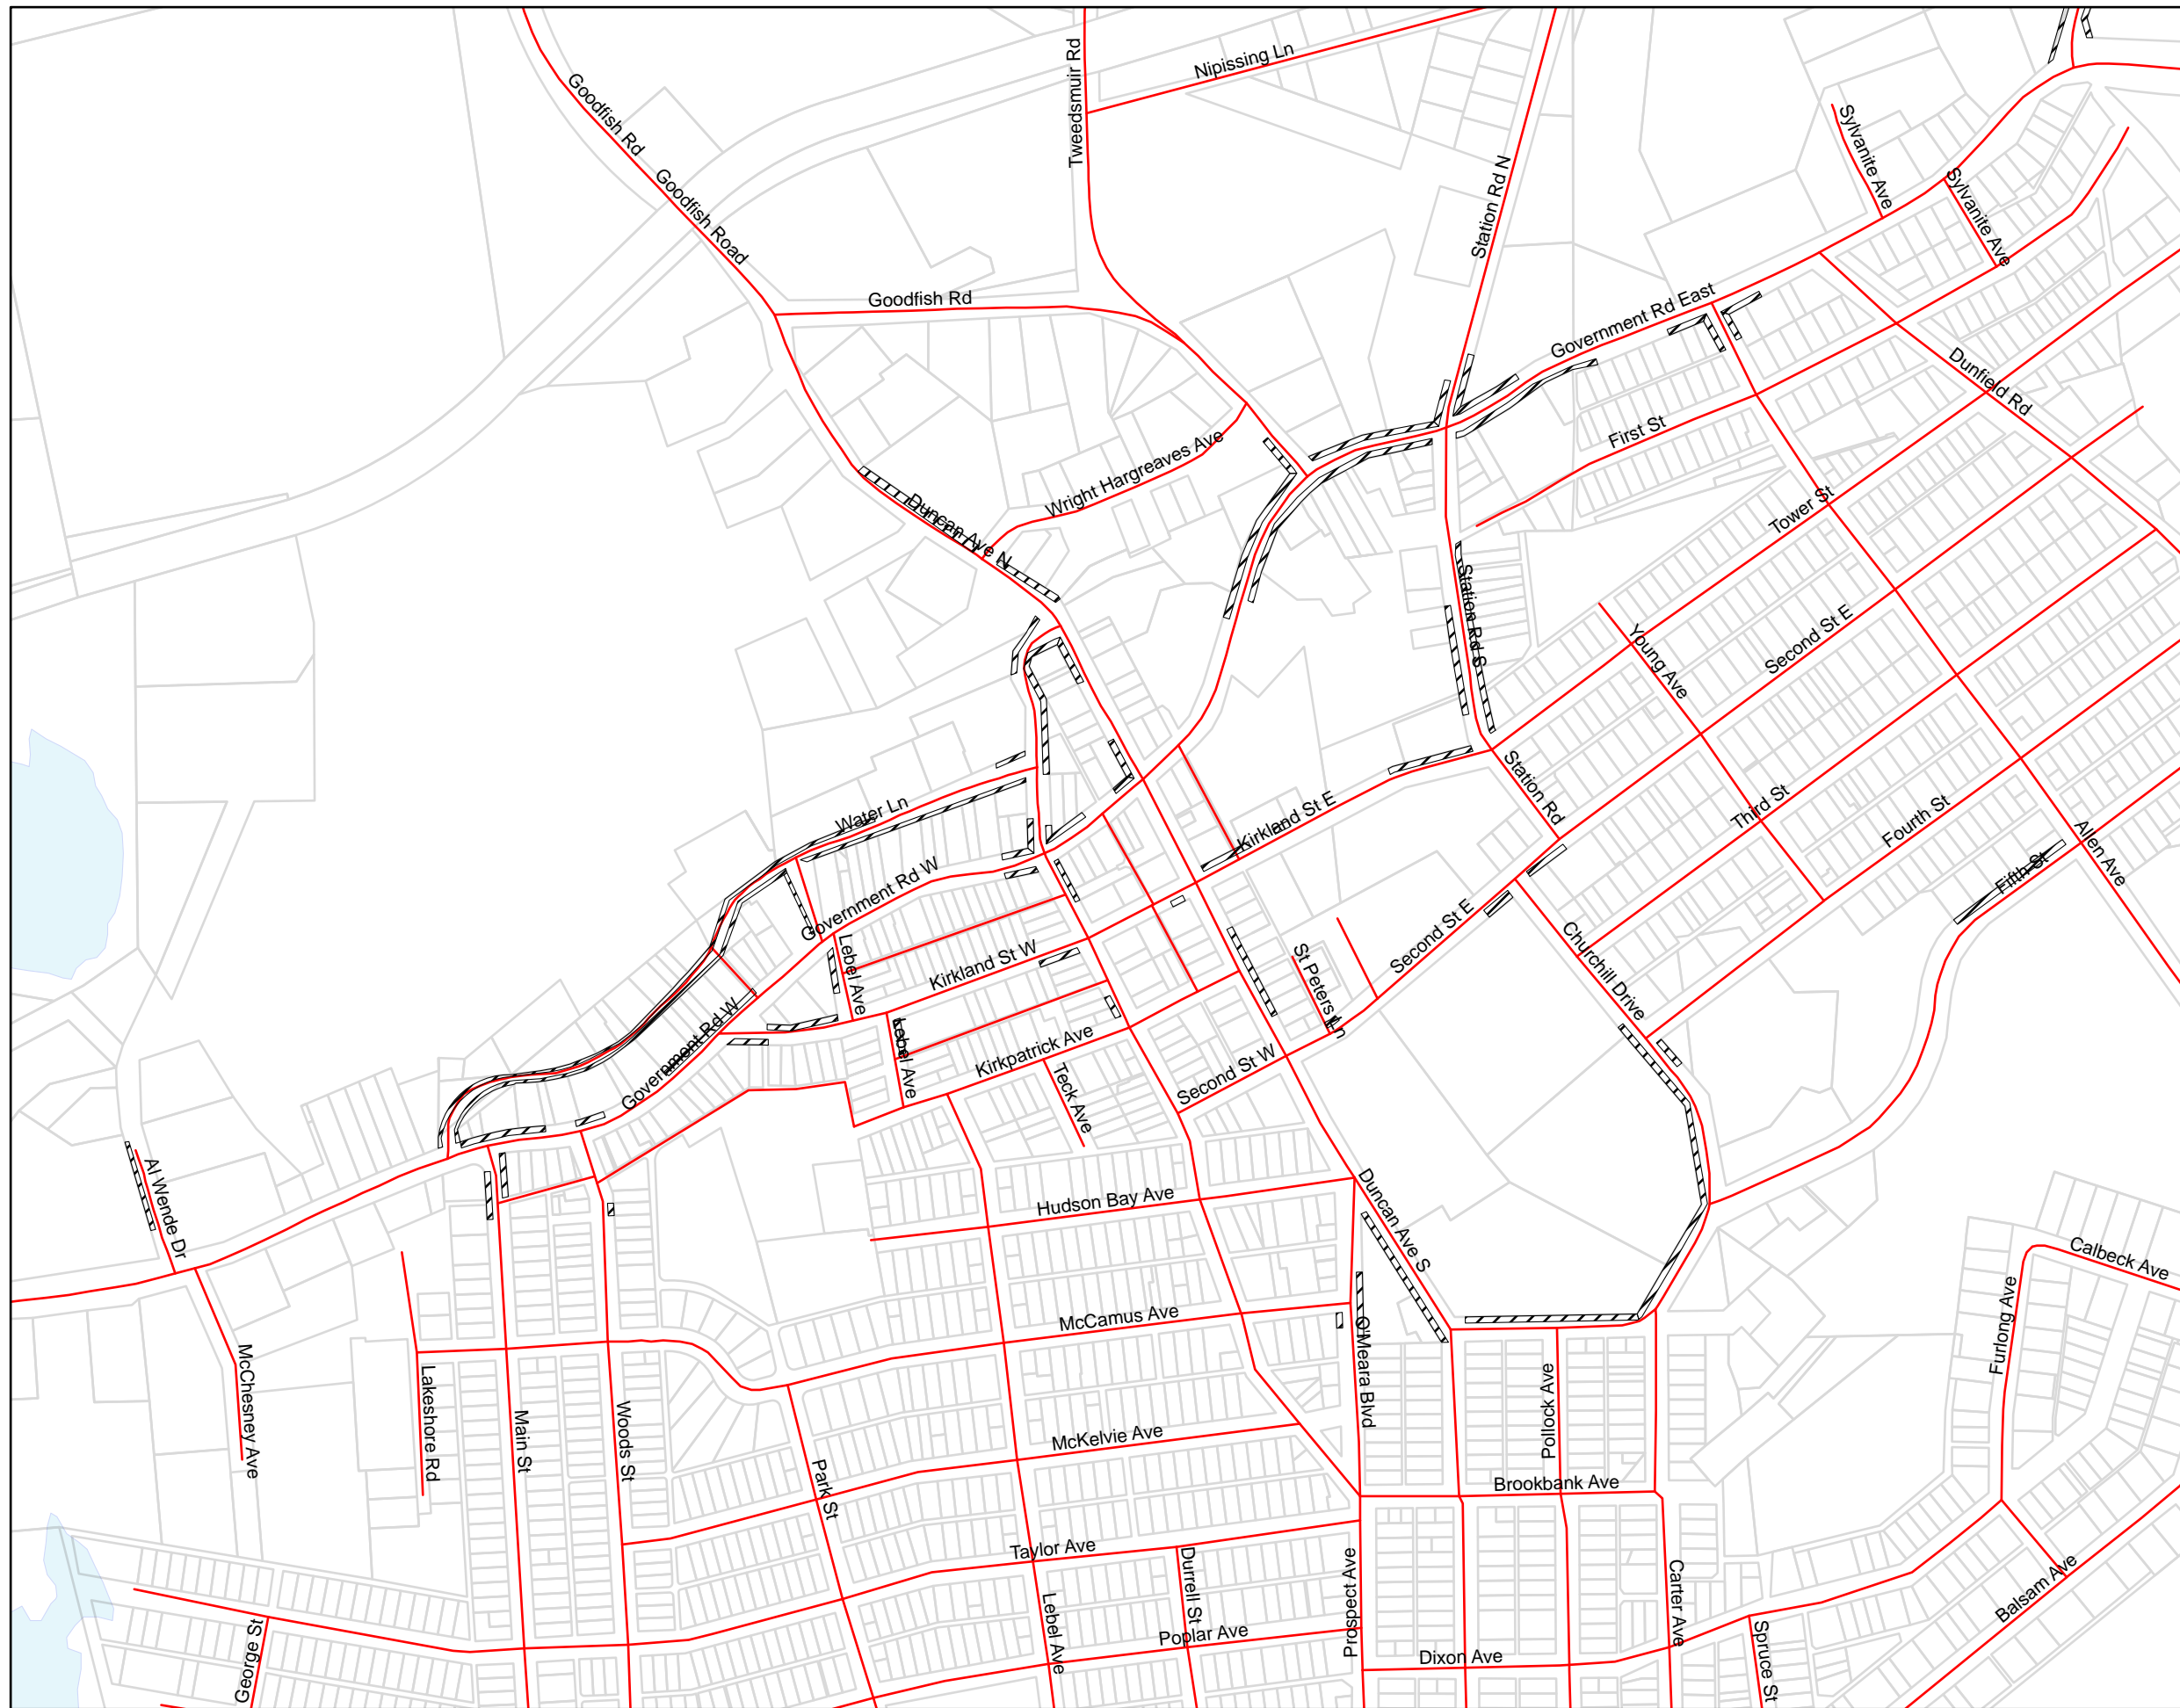 Tweedsmuir Rd
Nipissing Ln
Goodfish Rd
Sylvanite Ave
Goodfish Road
Station Rd N
Sylvanite Ave
Goodfish Rd
Government Rd East
Dunfield Rd
First St
Wright Hargreaves Ave
Duncan Ave N
Tower St
Station Rd S
Young Ave
Second St E
Station Rd
Water Ln
Kirkland St E
Third St
Fourth St
Allen Ave
Fifth St
Government Rd W
Second St E
Churchill Drive
Lebel Ave
Kirkland St W
St Peters Ln
Government Rd W
Lebel Ave
Kirkpatrick Ave
Teck Ave
Second St W
Al Wende Dr
Hudson Bay Ave
Duncan Ave S
Calbeck Ave
Furlong Ave
McCamus Ave
O'Meara Blvd
McChesney Ave
Lakeshore Rd
Main St
Woods St
Pollock Ave
McKelvie Ave
Park St
Brookbank Ave
Taylor Ave
Durrell St
Prospect Ave
Carter Ave
Balsam Ave
Lebel Ave
George St
Poplar Ave
Dixon Ave
Spruce St